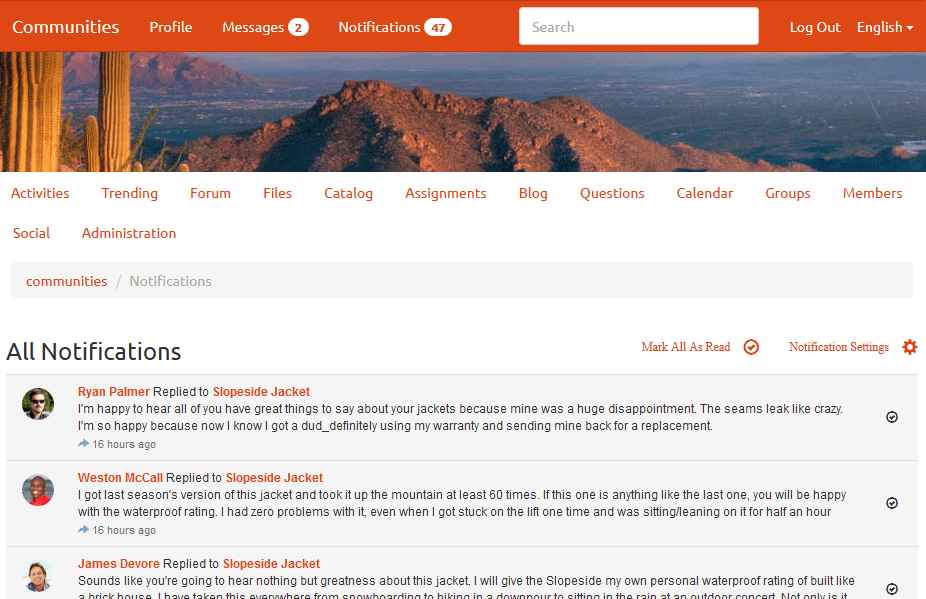 Communities Profile Messages 2 Notifications 47 Search Log Out English
Activities Trending Forum Files Catalog Assignments Blog Questions Calendar Groups Members
Social Administration
communities / Notifications
All Notifications Mark All As Read Notification Settings
Ryan Palmer Replied to Slopeside Jacket
I'm happy to hear all of you have great things to say about your jackets because mine was a huge disappointment. The seams leak like crazy.
I'm so happy because now I know I got a dud_definitely using my warranty and sending mine back for a replacement.
16 hours ago
Weston McCall Replied to Slopeside Jacket
I got last season's version of this jacket and took it up the mountain at least 60 times. If this one is anything like the last one, you will be happy
with the waterproof rating. I had zero problems with it, even when I got stuck on the lift one time and was sitting/leaning on it for half an hour
16 hours ago
James Devore Replied to Slopeside Jacket
Sounds like you're going to hear nothing but greatness about this jacket. I will give the Slopeside my own personal waterproof rating of built like
a brick house. I have taken this everywhere from snowboarding to hiking in a downpour to sitting in the rain at an outdoor concert. Not only is it